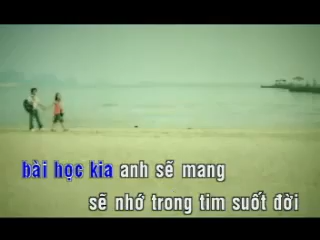 bài học kia anh sẽ mang
sẽ nhớ trong tim suốt đời